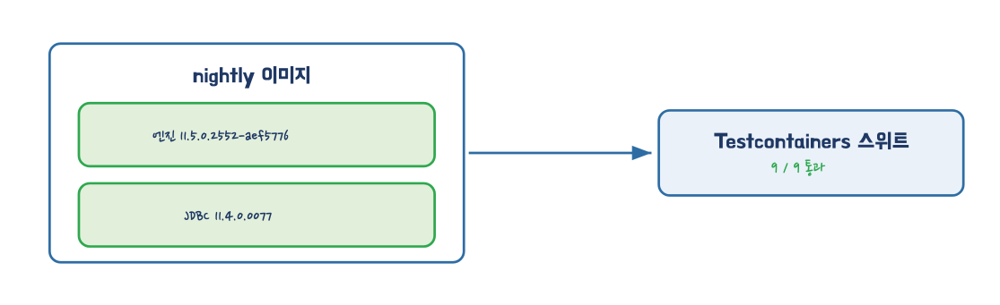 nightly 이미지
엔진 11.5.0.2552-aef5776
JDBC 11.4.0.0077
Testcontainers 스위트
9 / 9 통과